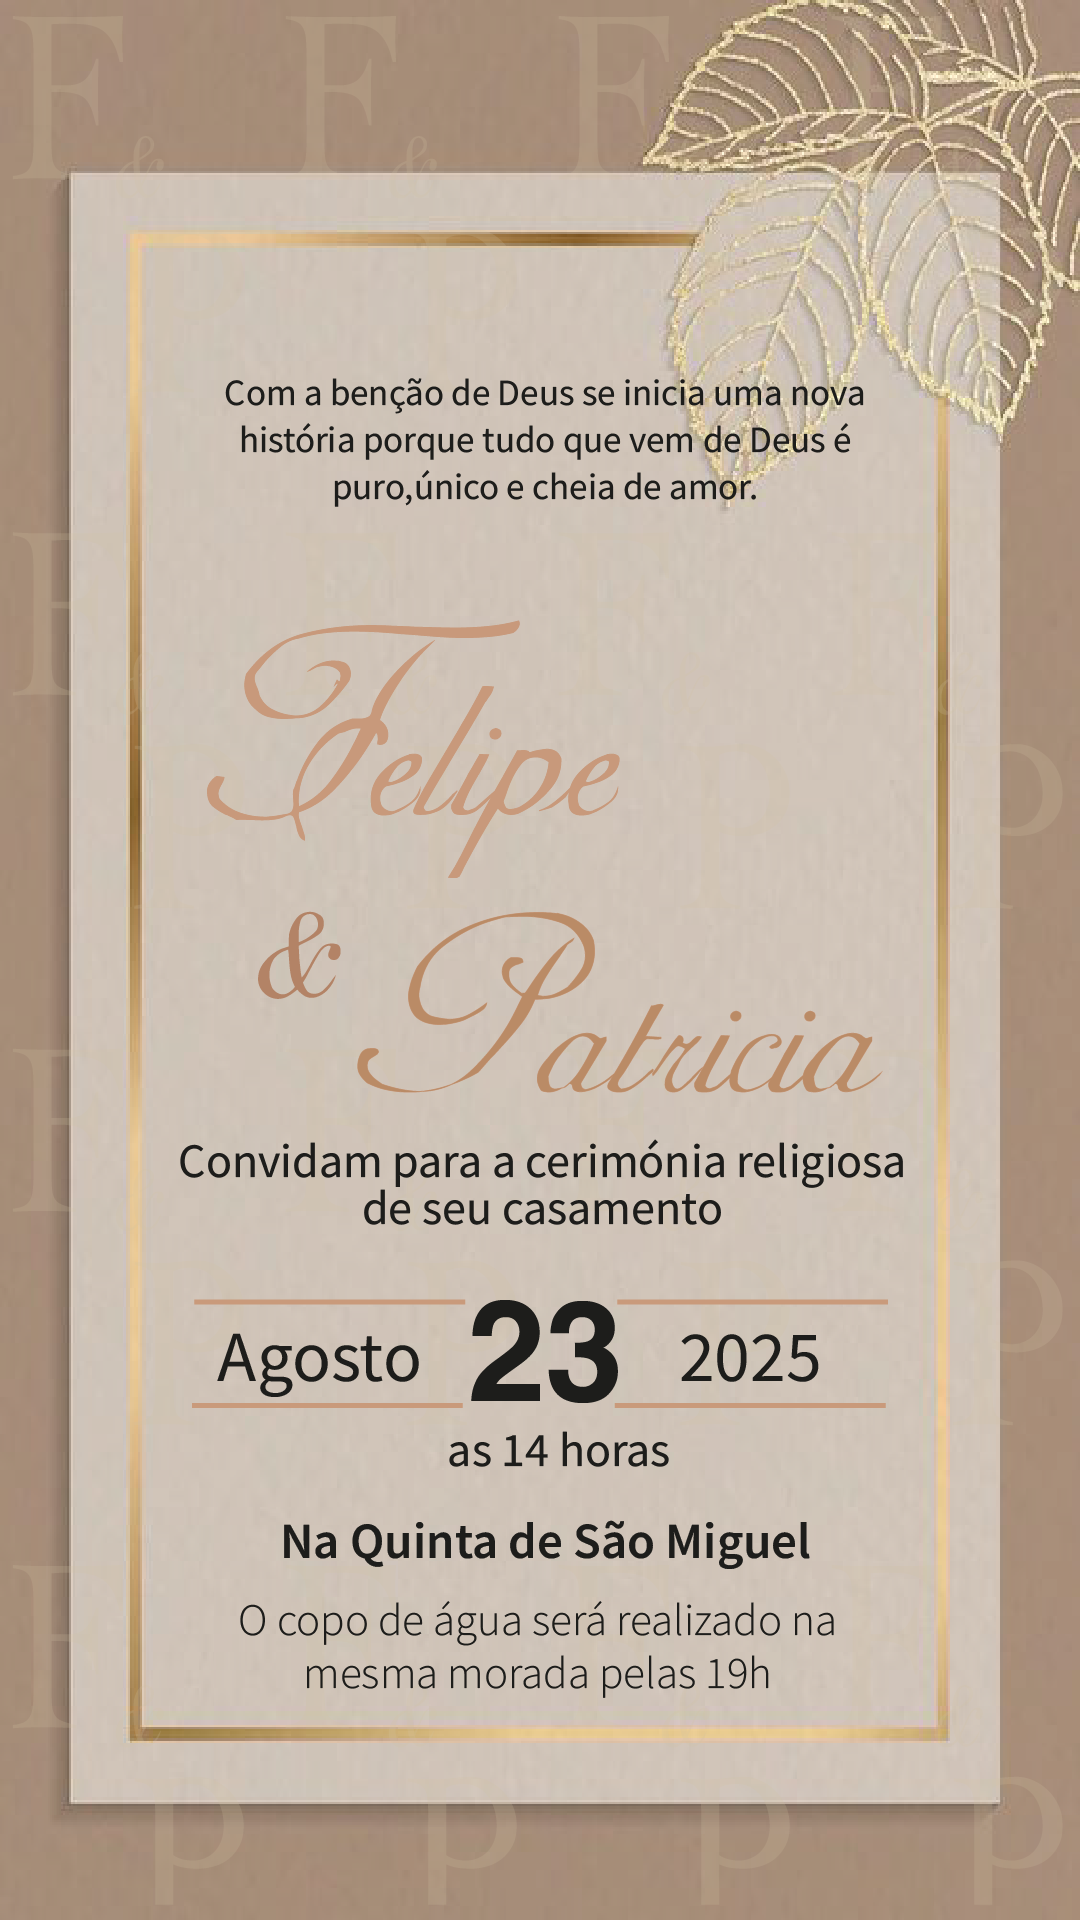 Com a benção de Deus se inicia uma nova
história porque tudo que vem de Deus é
puro,único e cheia de amor.
Felipe
& Patricia
Convidam para a cerimónia religiosa
de seu casamento
Agosto 23 2025
as 14 horas
Na Quinta de São Miguel
O copo de água será realizado na
mesma morada pelas 19h